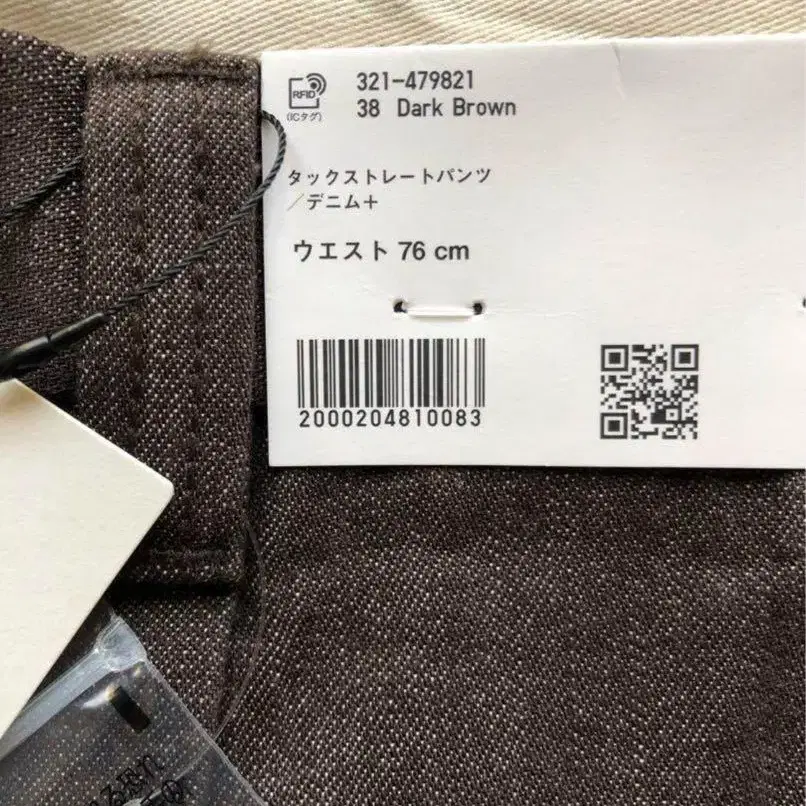 RFID
(ICタグ)
321-479821
38 Dark Brown
タックストレートパンツ
／デニム＋
ウエスト 76 cm
2000204810083